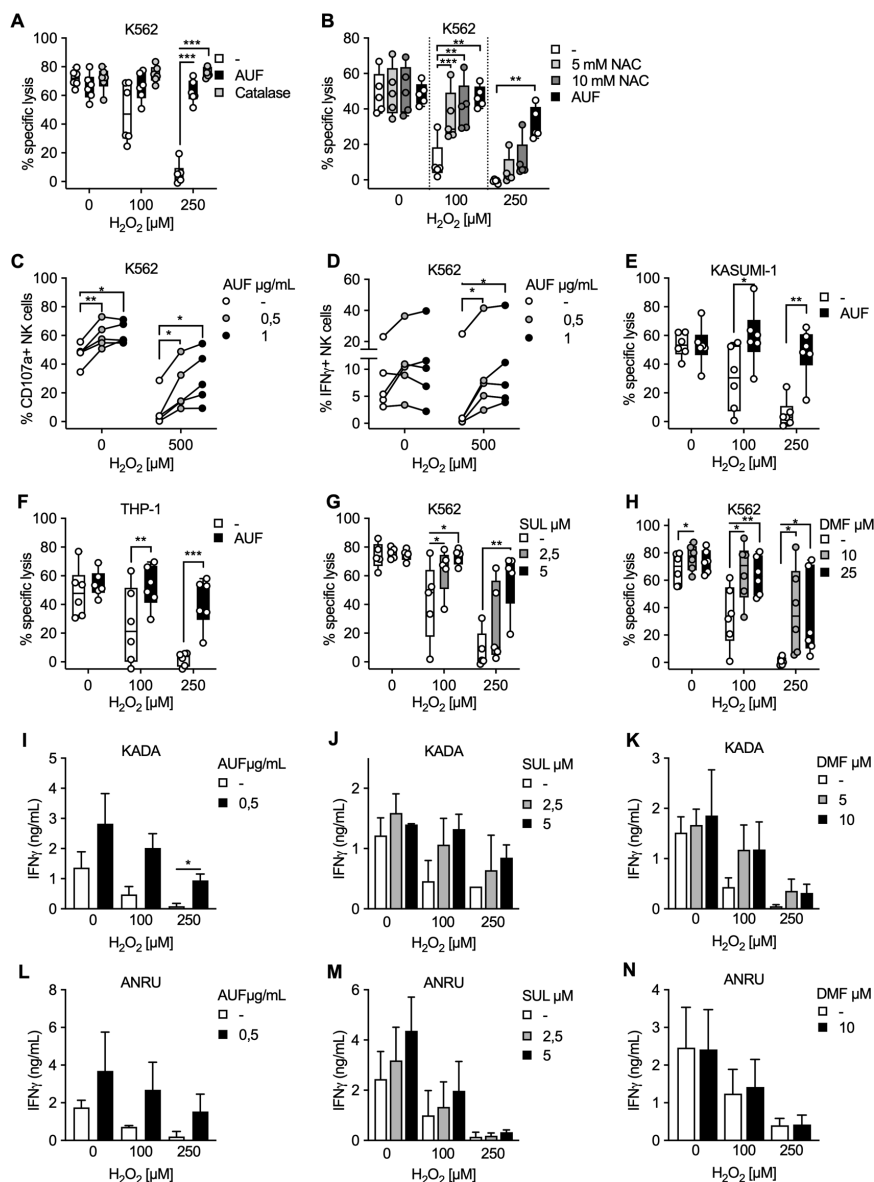 A
K562
% specific lysis
100
80
60
40
20
0
***
***
-
AUF
Catalase
0 100 250
H₂O₂ [µM]
B
K562
% specific lysis
80
60
40
20
0
**
**
***
**
-
5 mM NAC
10 mM NAC
AUF
0 100 250
H₂O₂ [µM]
C
K562
% CD107a+ NK cells
100
80
60
40
20
0
*
**
*
*
AUF µg/mL
-
0,5
1
0 500
H₂O₂ [µM]
D
K562
% IFNγ+ NK cells
60
40
20
15
10
5
0
*
*
AUF µg/mL
-
0,5
1
0 500
H₂O₂ [µM]
E
KASUMI-1
% specific lysis
100
80
60
40
20
0
*
**
-
AUF
0 100 250
H₂O₂ [µM]
F
THP-1
% specific lysis
100
80
60
40
20
0
**
***
-
AUF
0 100 250
H₂O₂ [µM]
G
K562
% specific lysis
100
80
60
40
20
0
*
*
**
SUL µM
-
2,5
5
0 100 250
H₂O₂ [µM]
H
K562
% specific lysis
100
80
60
40
20
0
*
**
*
*
*
DMF µM
-
10
25
0 100 250
H₂O₂ [µM]
I
KADA
IFNγ (ng/mL)
5
4
3
2
1
0
*
AUFµg/mL
-
0,5
0 100 250
H₂O₂ [µM]
J
KADA
IFNγ (ng/mL)
2
1
0
SUL µM
-
2,5
5
0 100 250
H₂O₂ [µM]
K
KADA
IFNγ (ng/mL)
3
2
1
0
DMF µM
-
5
10
0 100 250
H₂O₂ [µM]
L
ANRU
IFNγ (ng/mL)
8
6
4
2
0
AUFµg/mL
-
0,5
0 100 250
H₂O₂ [µM]
M
ANRU
IFNγ (ng/mL)
6
4
2
0
SUL µM
-
2,5
5
0 100 250
H₂O₂ [µM]
N
ANRU
IFNγ (ng/mL)
4
3
2
1
0
DMF µM
-
10
0 100 250
H₂O₂ [µM]